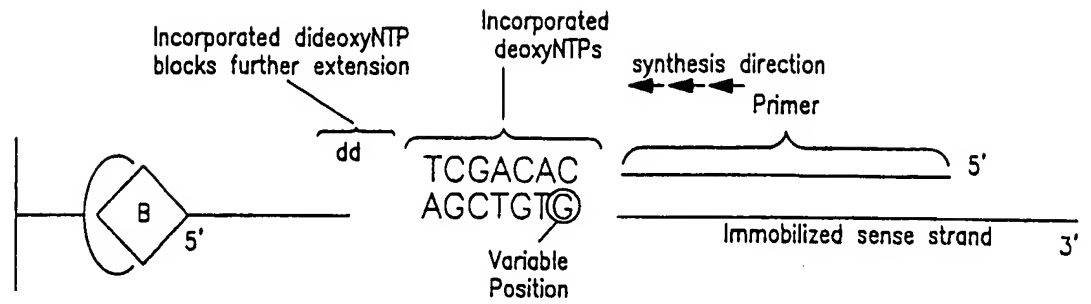 Incorporated dideoxyNTP
blocks further extension
Incorporated
deoxyNTPs
synthesis direction
Primer
dd
TCGACAC
5'
AGCTGTG
B
5'
Immobilized sense strand
3'
Variable
Position